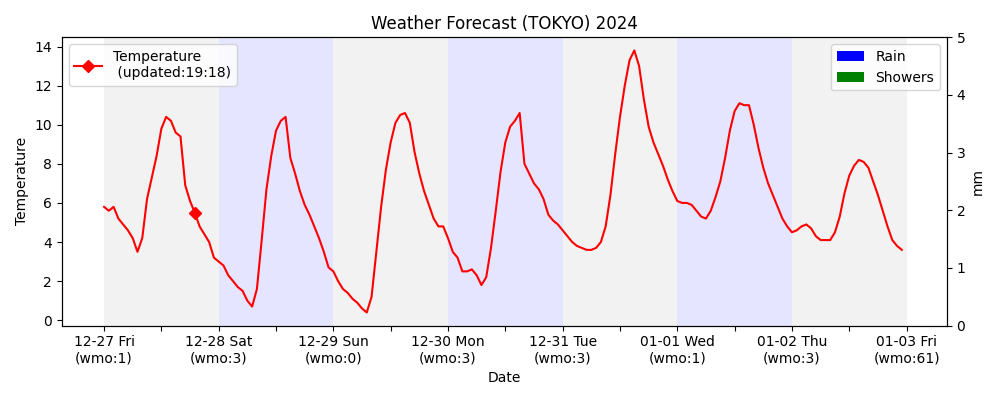 Weather Forecast (TOKYO) 2024
Temperature
(updated:19:18)
Rain
Showers
14
12
10
8
6
4
2
0
Temperature
5
4
3
2
1
0
mm
12-27 Fri 12-28 Sat 12-29 Sun 12-30 Mon 12-31 Tue 01-01 Wed 01-02 Thu 01-03 Fri
(wmo:1) (wmo:3) (wmo:0) (wmo:3) (wmo:3) (wmo:1) (wmo:3) (wmo:61)
Date